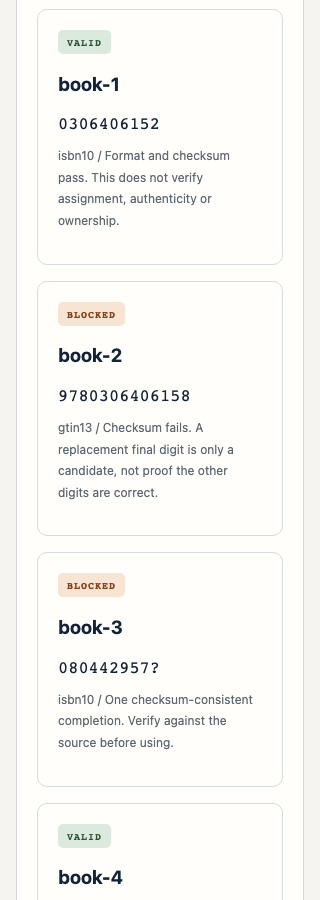 VALID
book-1
0306406152
isbn10 / Format and checksum
pass. This does not verify
assignment, authenticity or
ownership.
BLOCKED
book-2
9780306406158
gtin13 / Checksum fails. A
replacement final digit is only a
candidate, not proof the other
digits are correct.
BLOCKED
book-3
080442957?
isbn10 / One checksum-consistent
completion. Verify against the
source before using.
VALID
book-4